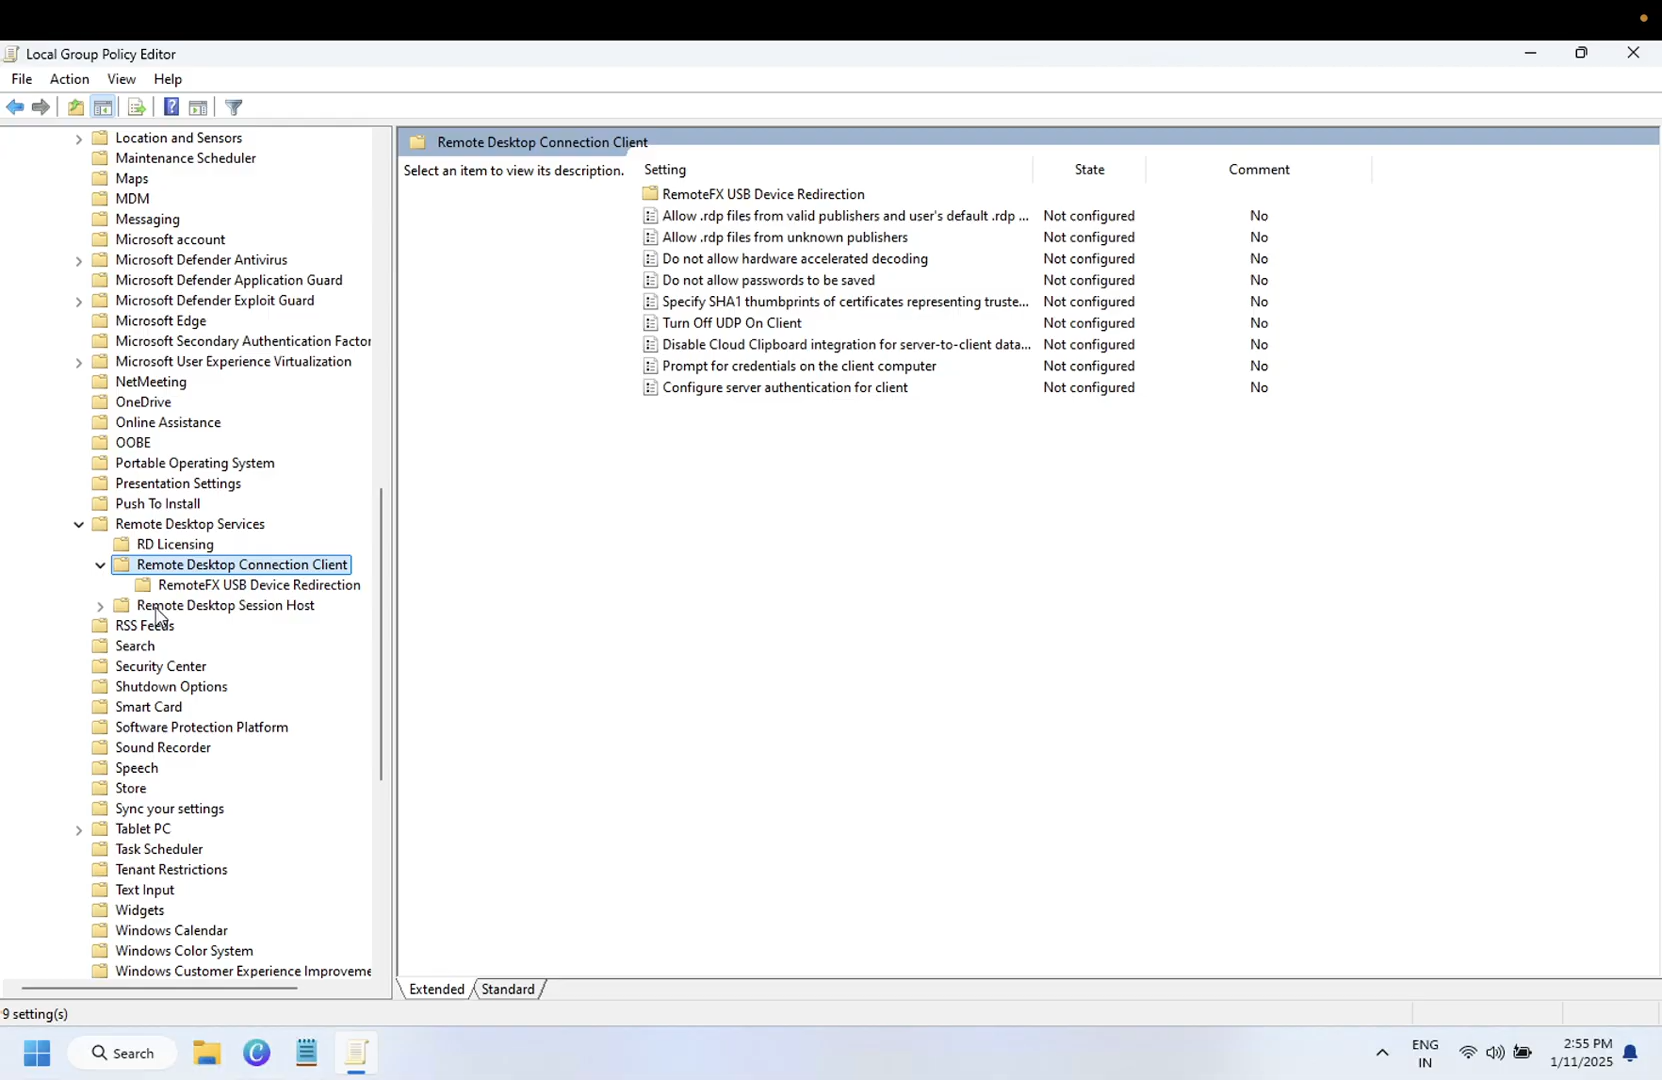 Local Group Policy Editor
File Action View Help
Location and Sensors
Maintenance Scheduler
Maps
MDM
Messaging
Microsoft account
Microsoft Defender Antivirus
Microsoft Defender Application Guard
Microsoft Defender Exploit Guard
Microsoft Edge
Microsoft Secondary Authentication Factor
Microsoft User Experience Virtualization
NetMeeting
OneDrive
Online Assistance
OOBE
Portable Operating System
Presentation Settings
Push To Install
Remote Desktop Services
RD Licensing
Remote Desktop Connection Client
RemoteFX USB Device Redirection
Remote Desktop Session Host
RSS Feeds
Search
Security Center
Shutdown Options
Smart Card
Software Protection Platform
Sound Recorder
Speech
Store
Sync your settings
Tablet PC
Task Scheduler
Tenant Restrictions
Text Input
Widgets
Windows Calendar
Windows Color System
Windows Customer Experience Improveme
Remote Desktop Connection Client
Select an item to view its description.
Setting State Comment
RemoteFX USB Device Redirection
Allow .rdp files from valid publishers and user's default .rdp ... Not configured No
Allow .rdp files from unknown publishers Not configured No
Do not allow hardware accelerated decoding Not configured No
Do not allow passwords to be saved Not configured No
Specify SHA1 thumbprints of certificates representing truste... Not configured No
Turn Off UDP On Client Not configured No
Disable Cloud Clipboard integration for server-to-client data... Not configured No
Prompt for credentials on the client computer Not configured No
Configure server authentication for client Not configured No
Extended Standard
9 setting(s)
Search
ENG
IN
2:55 PM
1/11/2025